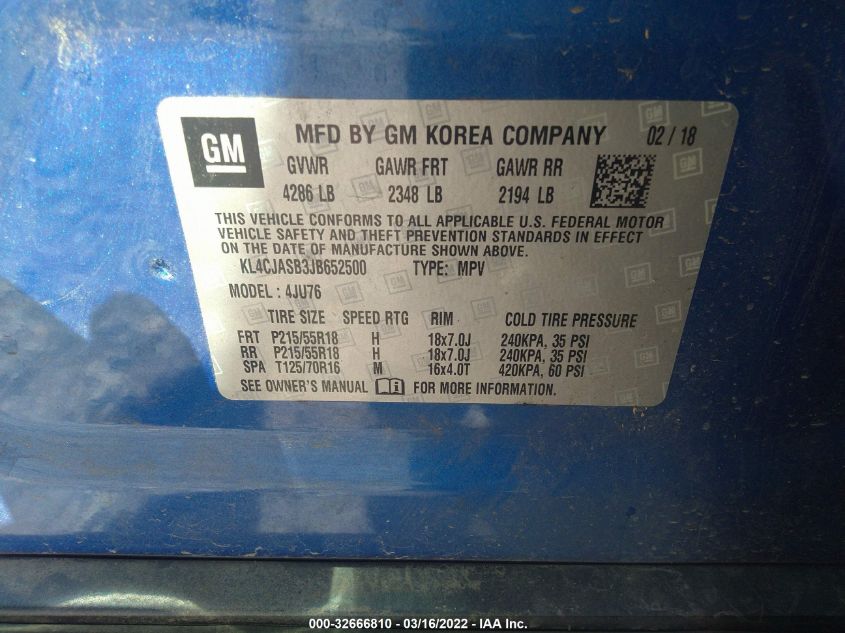 GM
MFD BY GM KOREA COMPANY 02 / 18
GVWR GAWR FRT GAWR RR
4286 LB 2348 LB 2194 LB
THIS VEHICLE CONFORMS TO ALL APPLICABLE U.S. FEDERAL MOTOR
VEHICLE SAFETY AND THEFT PREVENTION STANDARDS IN EFFECT
ON THE DATE OF MANUFACTURE SHOWN ABOVE.
KL4CJASB3JB652500 TYPE: MPV
MODEL : 4JU76
TIRE SIZE SPEED RTG RIM COLD TIRE PRESSURE
FRT P215/55R18 H 18x7.0J 240KPA, 35 PSI
RR P215/55R18 H 18x7.0J 240KPA, 35 PSI
SPA T125/70R16 M 16x4.0T 420KPA, 60 PSI
SEE OWNER'S MANUAL FOR MORE INFORMATION.
000-32666810 - 03/16/2022 - IAA Inc.